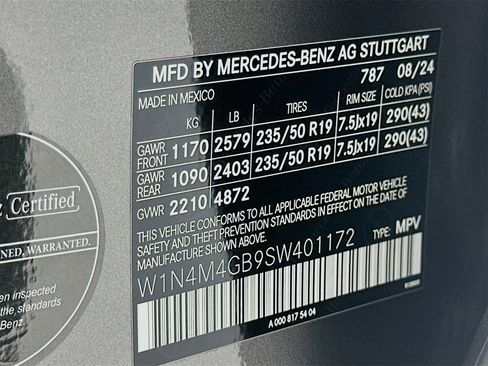 MFD BY MERCEDES-BENZ AG STUTTGART
MADE IN MEXICO 787 08/24
KG LB TIRES RIM SIZE COLD KPA(PSI)
GAWR FRONT 1170 2579 235/50 R19 7.5Jx19 290(43)
GAWR REAR 1090 2403 235/50 R19 7.5Jx19 290(43)
GVWR 2210 4872
THIS VEHICLE CONFORMS TO ALL APPLICABLE FEDERAL MOTOR VEHICLE
SAFETY AND THEFT PREVENTION STANDARDS IN EFFECT ON THE DATE OF
MANUFACTURE SHOWN ABOVE.
W1N4M4GB9SW401172 TYPE: MPV
A 000 817 54 04
Certified
NED, WARRANTED.
en inspected
the standards
Benz.